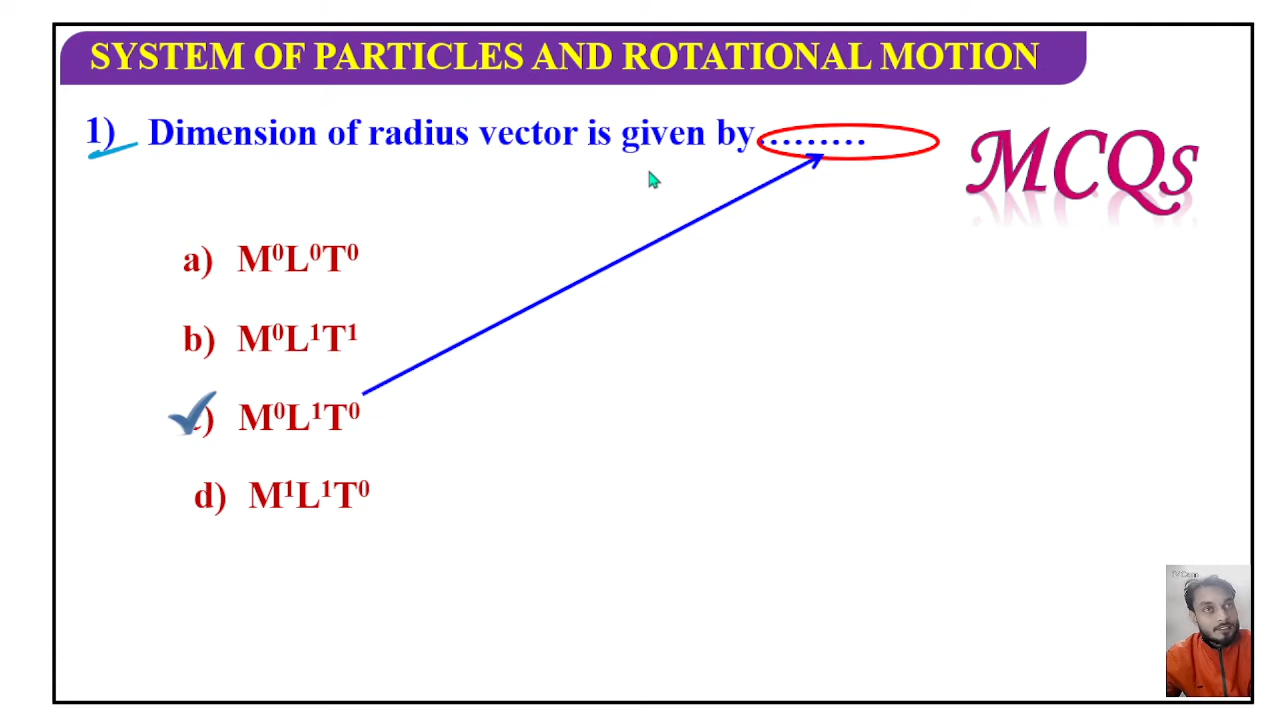 SYSTEM OF PARTICLES AND ROTATIONAL MOTION
1) Dimension of radius vector is given by.........
MCQs
a) M⁰L⁰T⁰
b) M⁰L¹T¹
M⁰L¹T⁰
d) M¹L¹T⁰